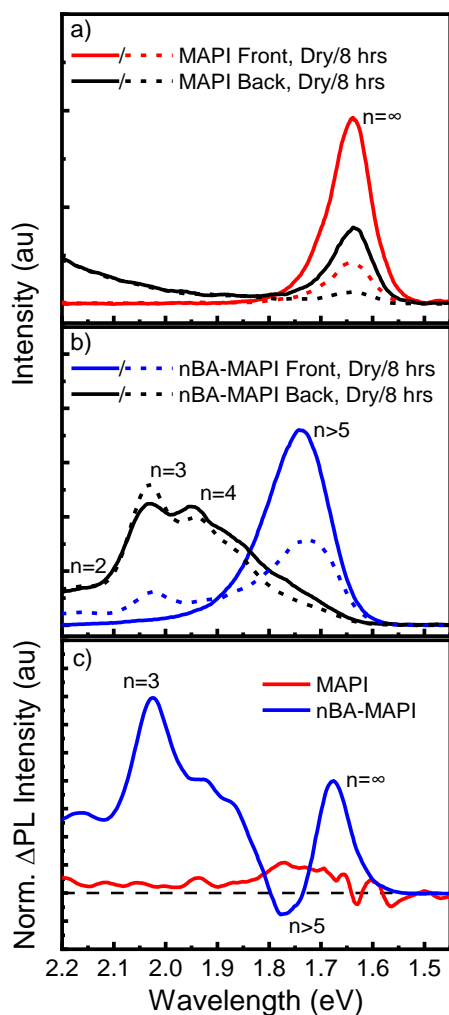 a)
MAPI Front, Dry/8 hrs
MAPI Back, Dry/8 hrs
n=∞
Intensity (au)
b)
nBA-MAPI Front, Dry/8 hrs
nBA-MAPI Back, Dry/8 hrs
n>5
n=3
n=4
n=2
c)
MAPI
nBA-MAPI
n=3
n=∞
n>5
Norm. ΔPL Intensity (au)
2.2 2.1 2.0 1.9 1.8 1.7 1.6 1.5
Wavelength (eV)